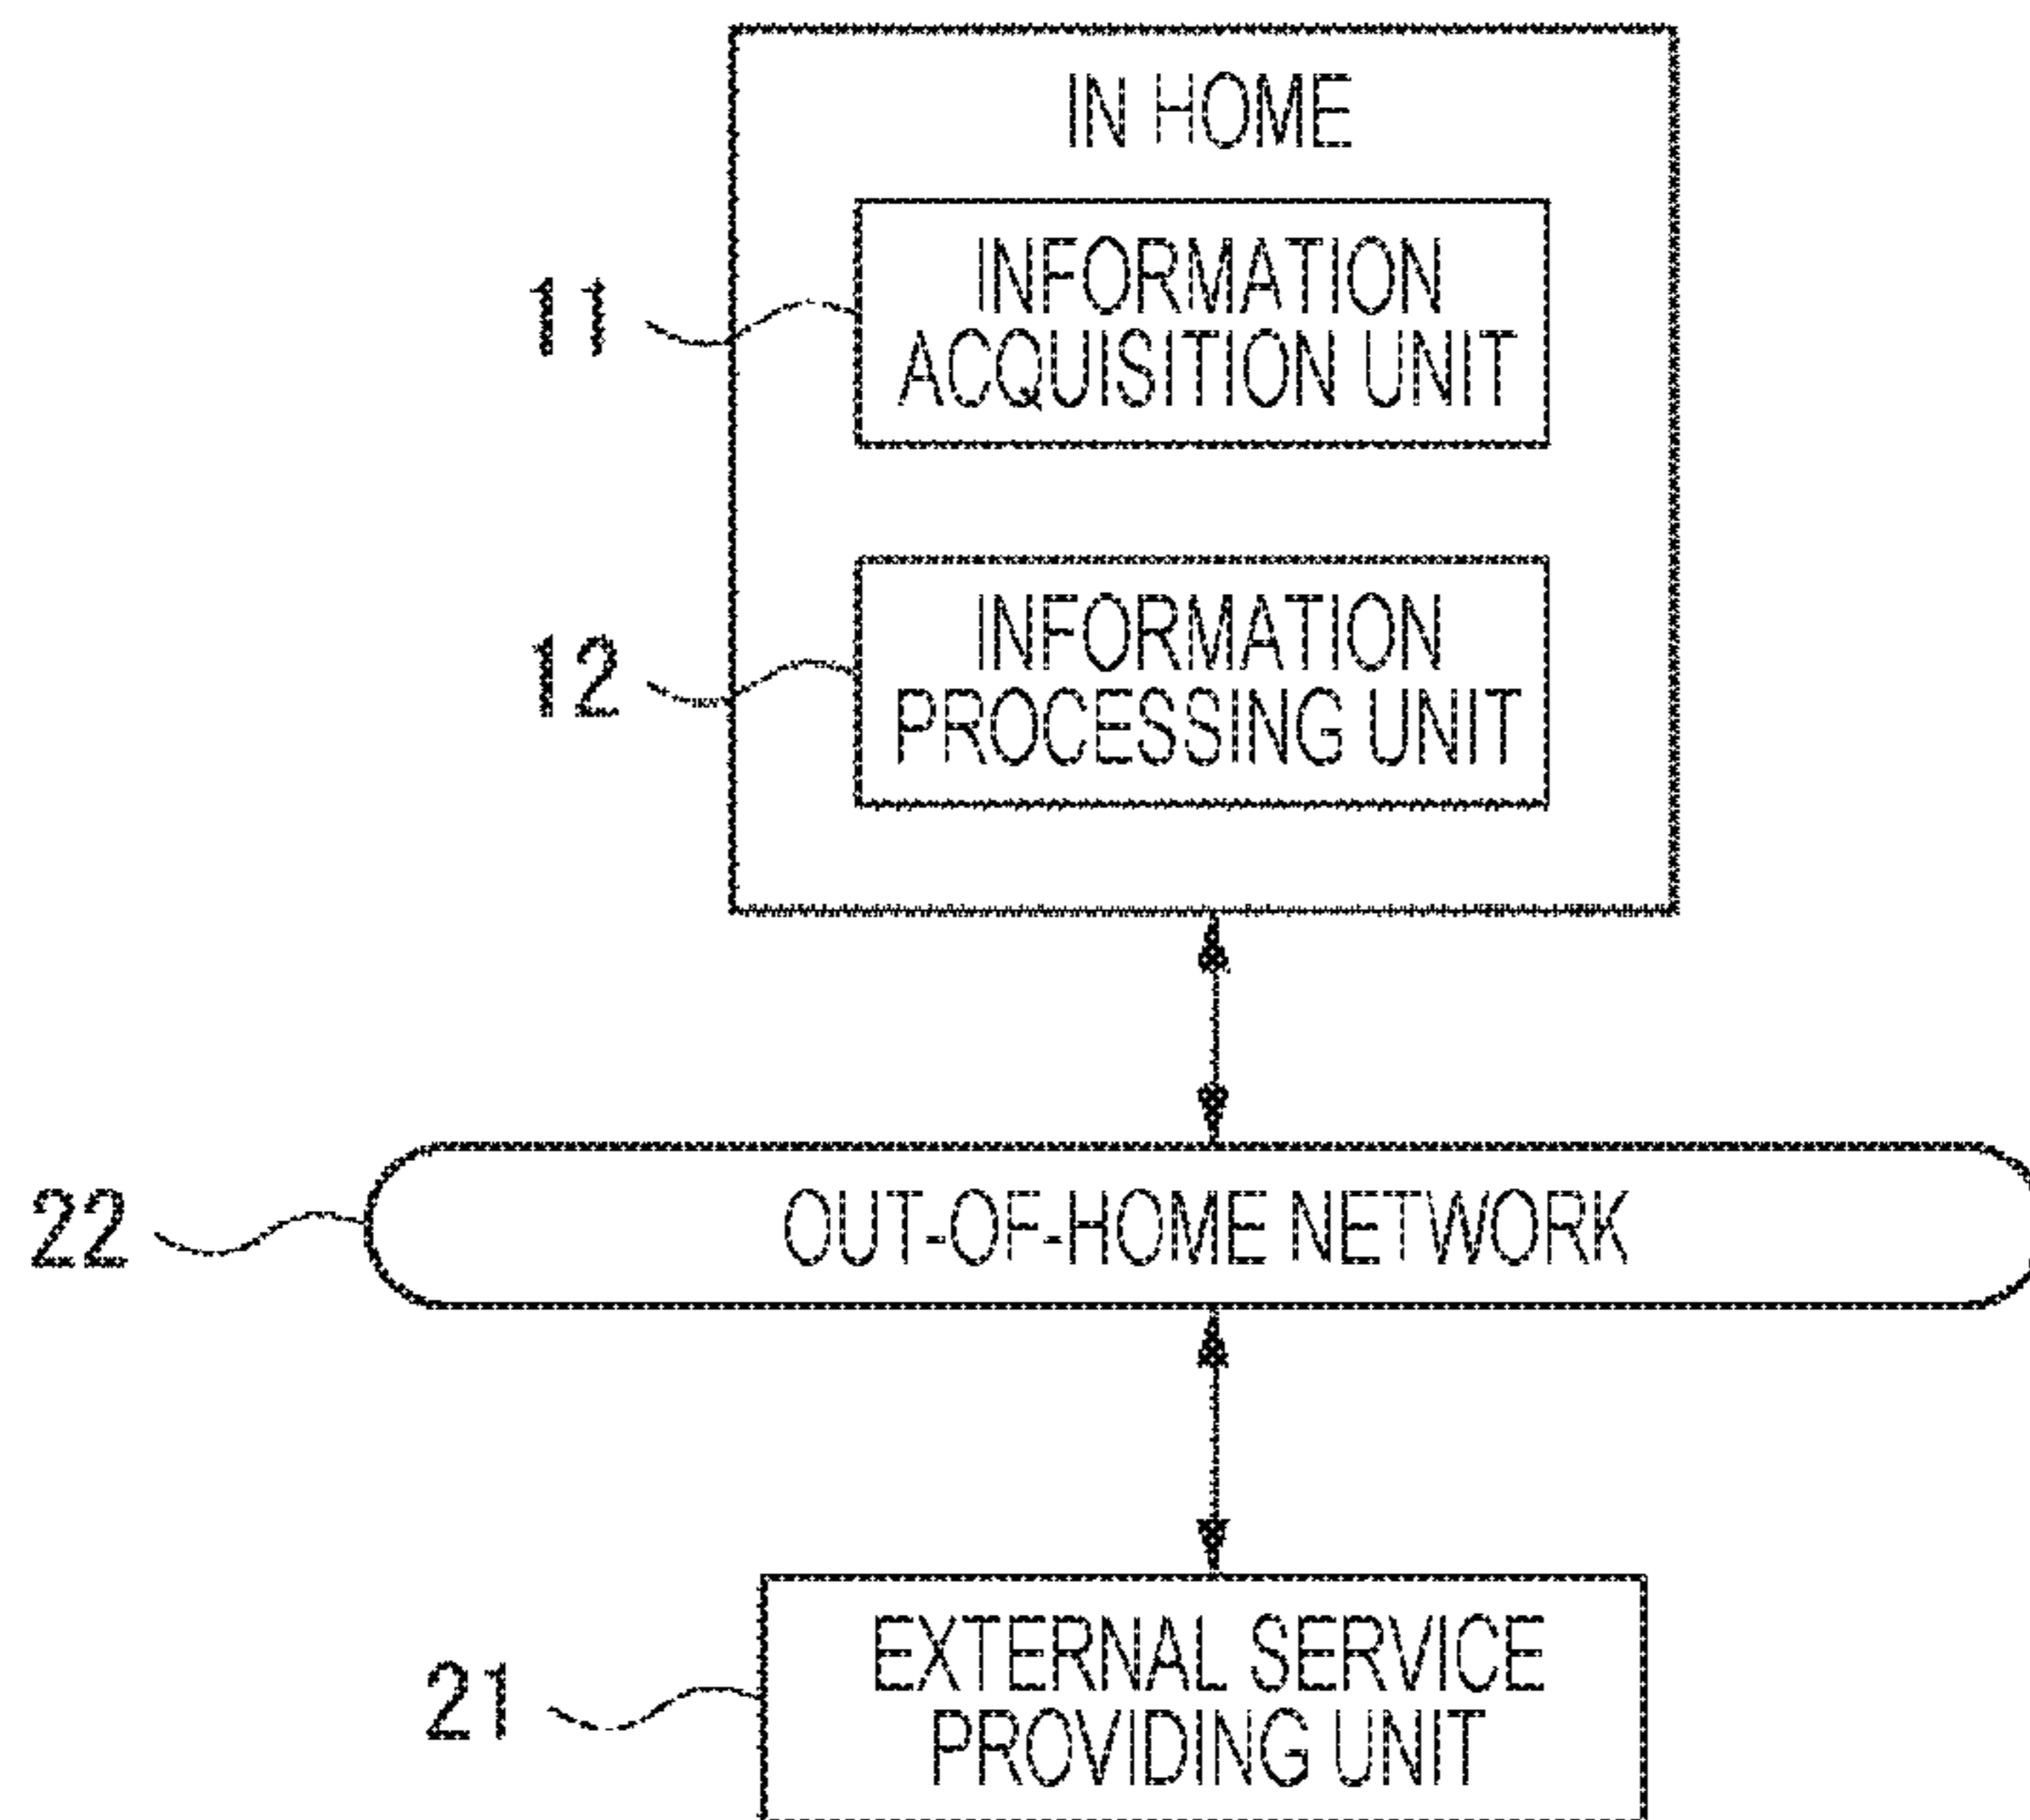 IN HOME
11
INFORMATION
ACQUISITION UNIT
12
INFORMATION
PROCESSING UNIT
22
OUT-OF-HOME NETWORK
21
EXTERNAL SERVICE
PROVIDING UNIT